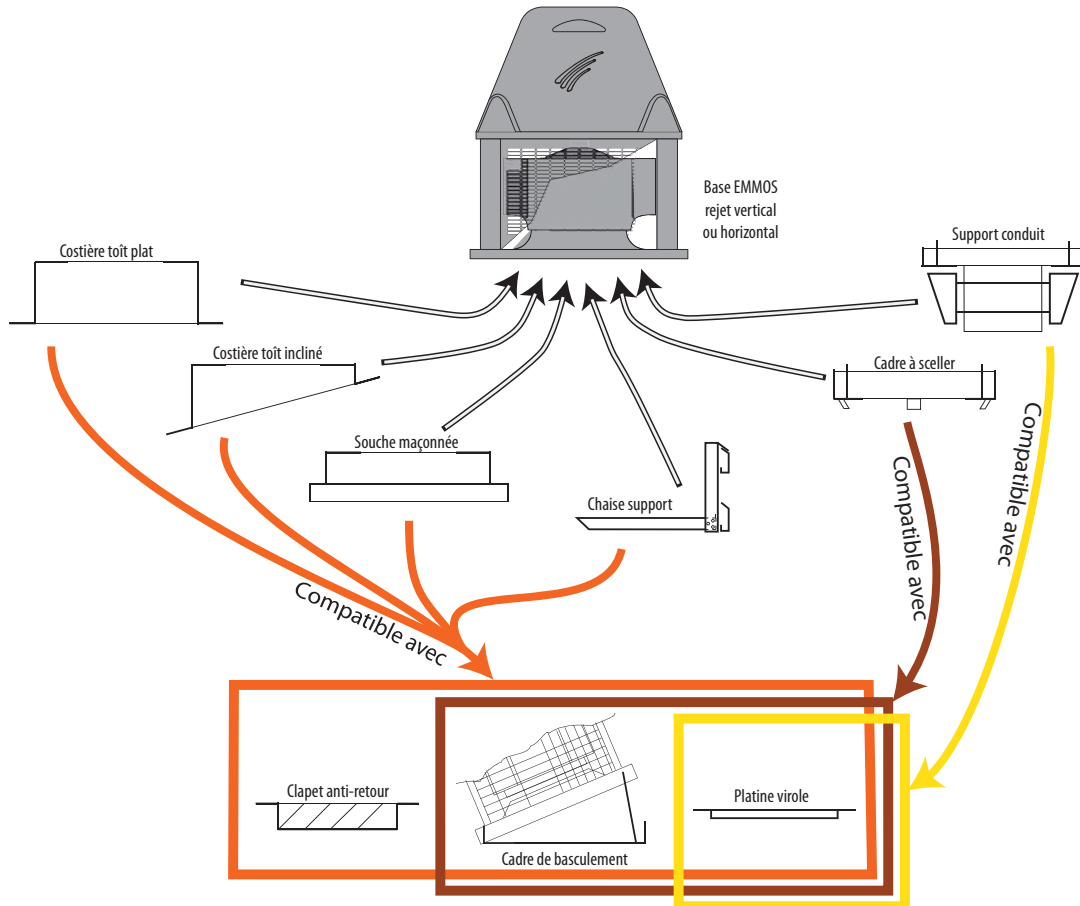 Base EMMOS
rejet vertical
ou horizontal
Costière toît plat
Support conduit
Costière toît incliné
Cadre à sceller
Souche maçonnée
Chaise support
Compatible avec
Compatible avec
Compatible avec
Clapet anti-retour
Platine virole
Cadre de basculement